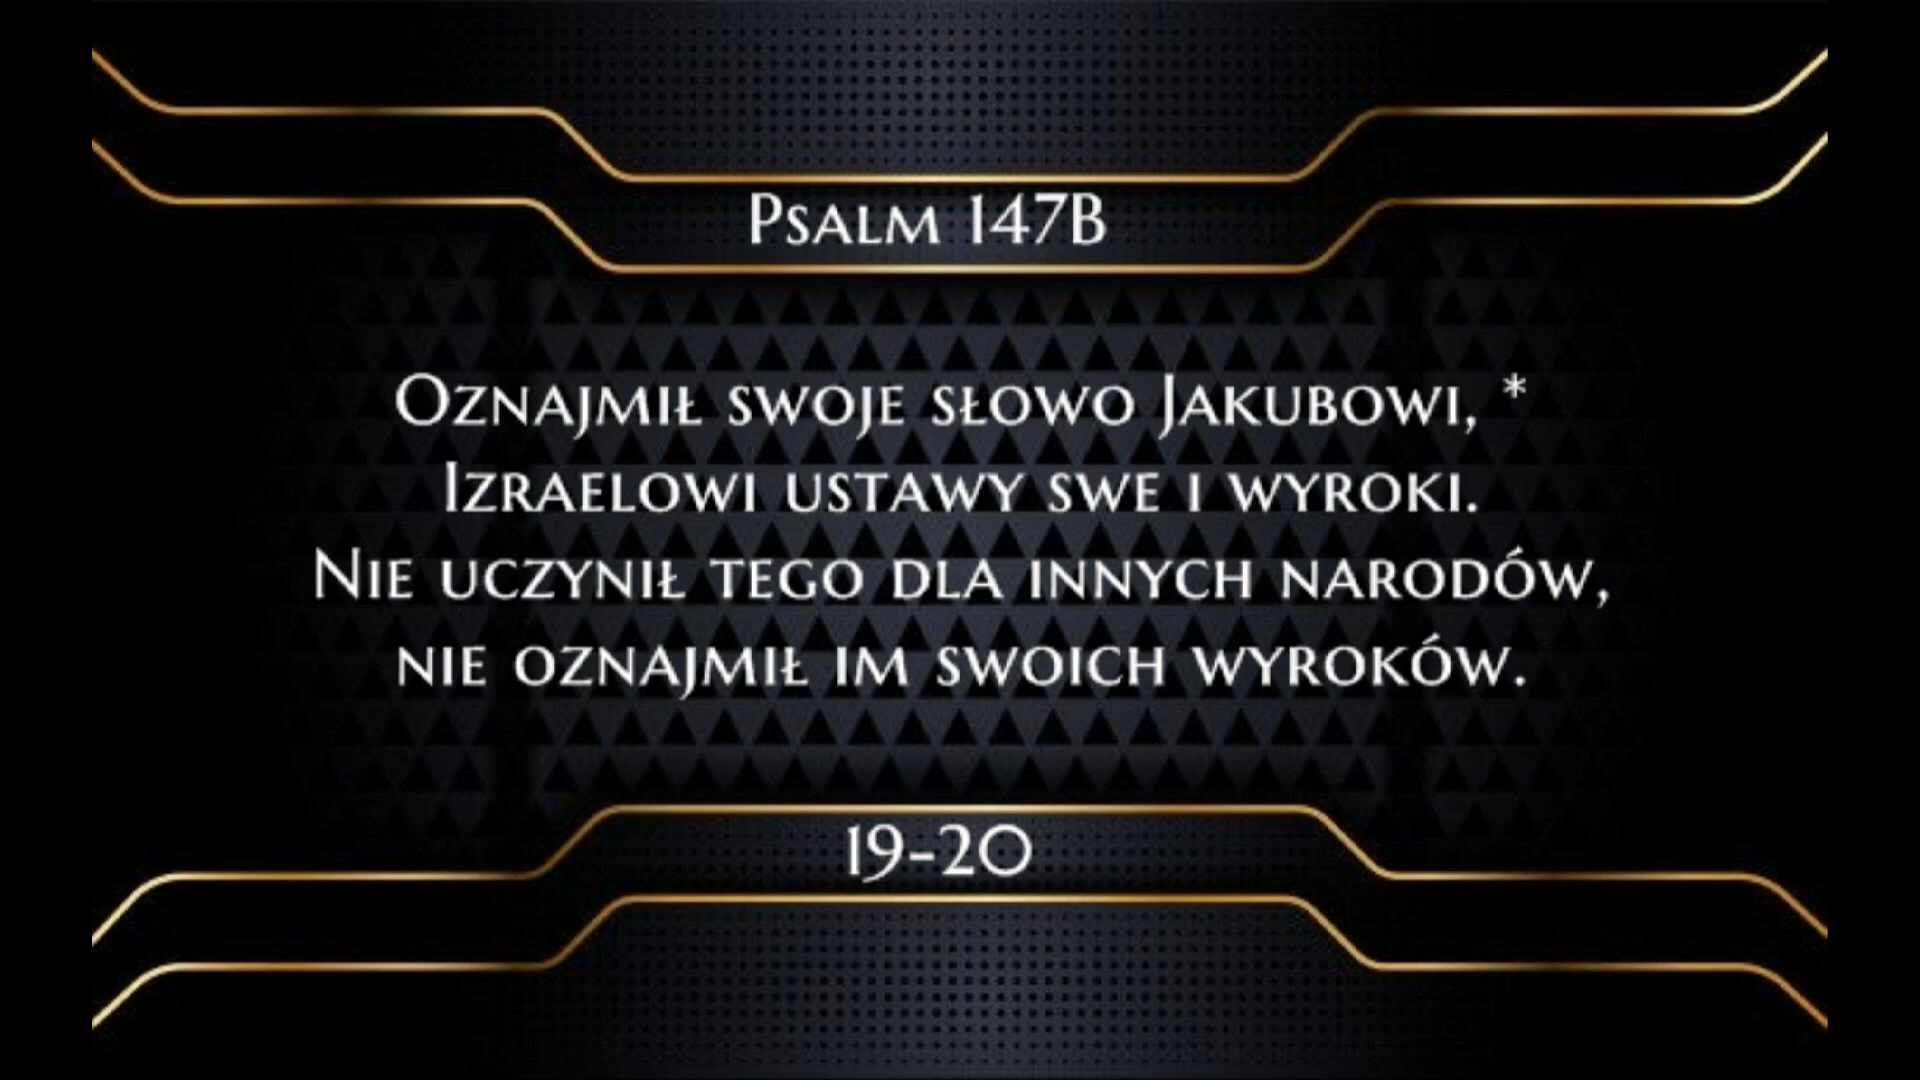 Psalm 147B
Oznajmił swoje słowo Jakubowi, *
Izraelowi ustawy swe i wyroki.
Nie uczynił tego dla innych narodów,
nie oznajmił im swoich wyroków.
19-20